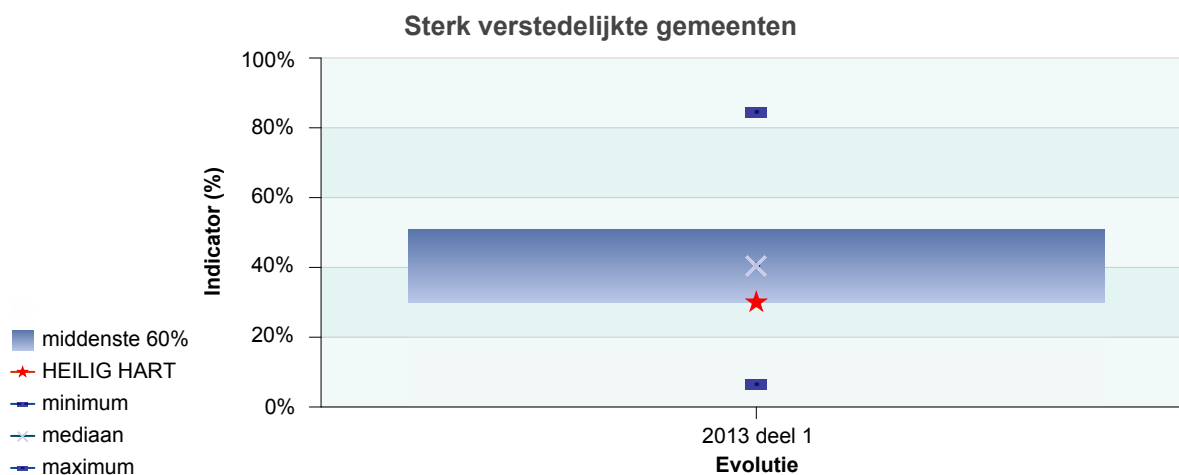 Sterk verstedelijkte gemeenten
100%
80%
60%
40%
20%
0%
Indicator (%)
2013 deel 1
Evolutie
middenste 60%
HEILIG HART
minimum
mediaan
maximum